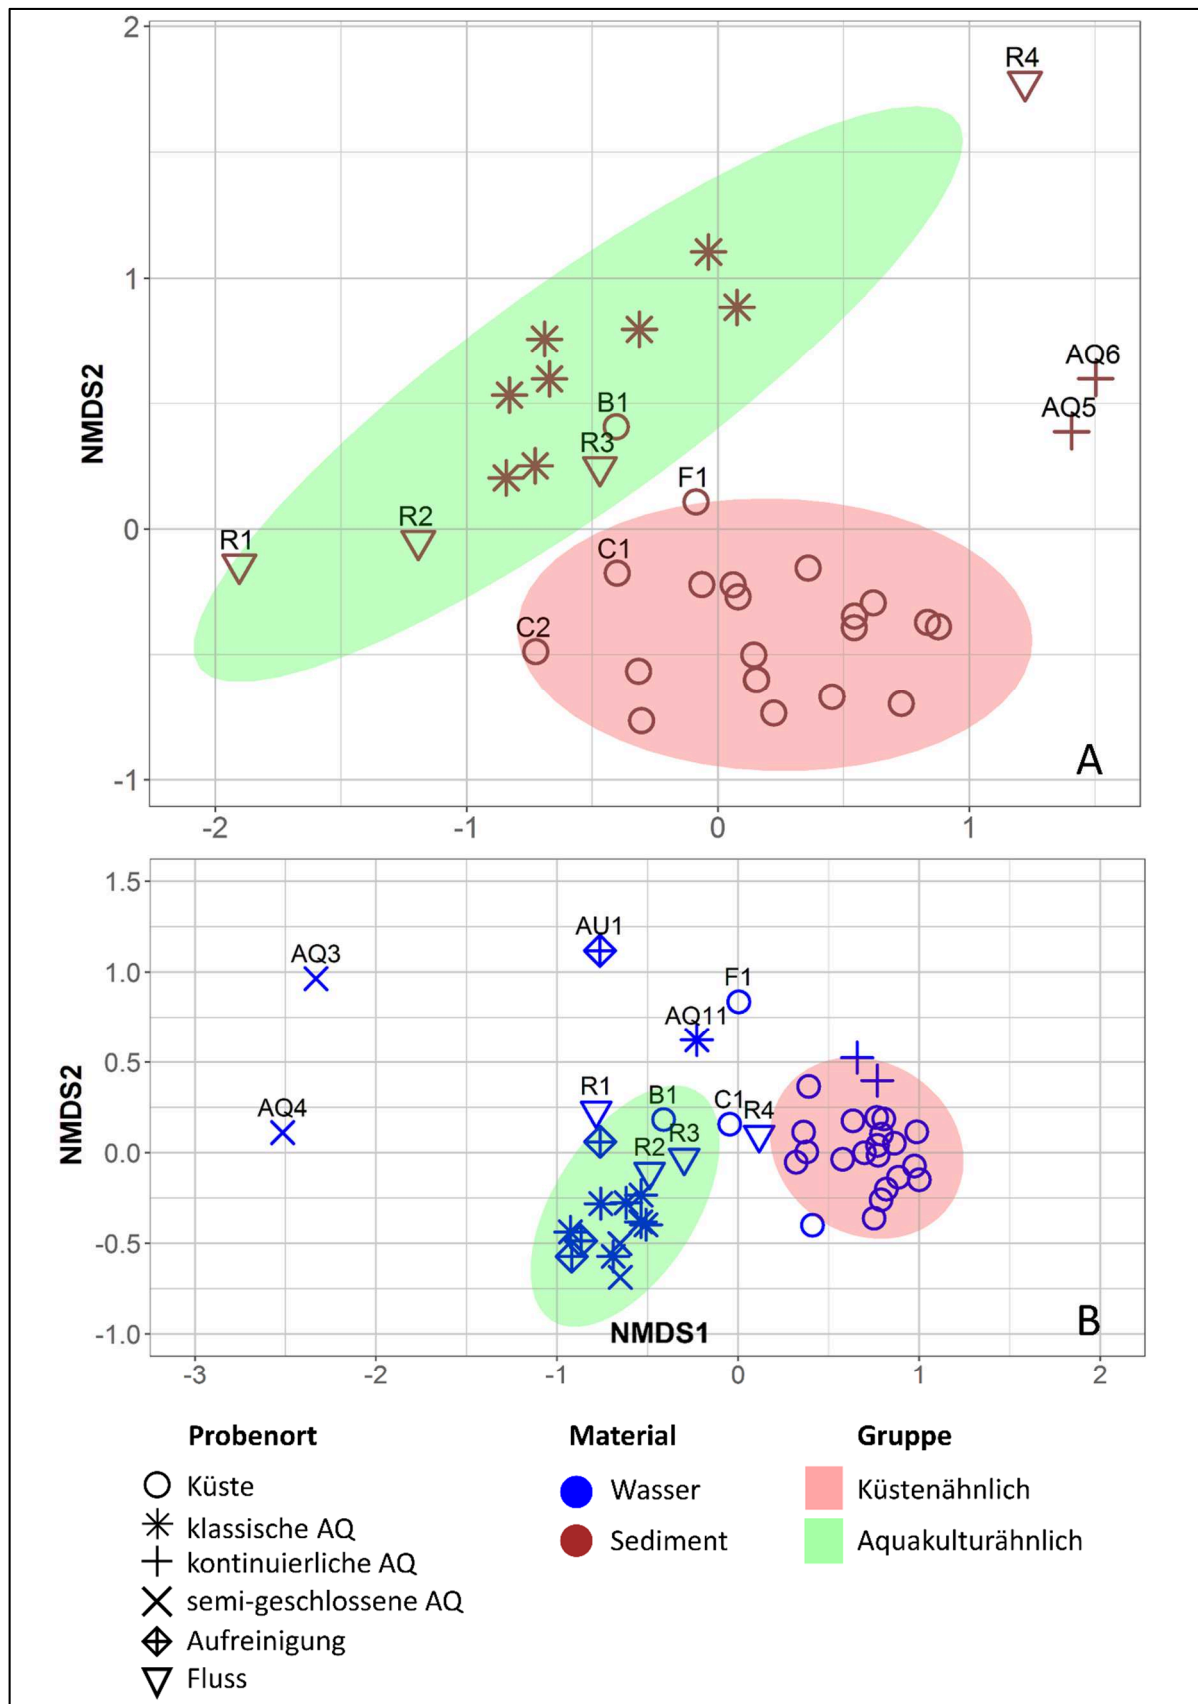 2
R4
1
AQ6
B1
AQ5
NMDS2
R3
F1
0
R2
R1
C1
C2
-1
A
-2 -1 0 1
1.5
AU1
AQ3
F1
1.0
AQ11
0.5
R1 B1 C1
AQ4 R4
R3
R2
NMDS2
0.0
-0.5
-1.0
NMDS1 B
-3 -2 -1 0 1 2
Probenort Material Gruppe
Küste Wasser Küstenähnlich
klassische AQ Sediment Aquakulturähnlich
kontinuierliche AQ
semi-geschlossene AQ
Aufreinigung
Fluss